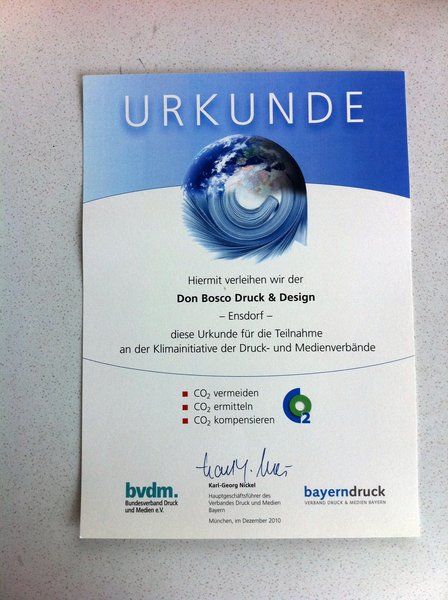 URKUNDE
Hiermit verleihen wir der
Don Bosco Druck & Design
– Ensdorf –
diese Urkunde für die Teilnahme
an der Klimainitiative der Druck- und Medienverbände
CO₂ vermeiden
CO₂ ermitteln
CO₂ kompensieren
CO2
Karl-Georg Nickel
Hauptgeschäftsführer des
Verbandes Druck und Medien
Bayern
München, im Dezember 2010
bvdm.
Bundesverband Druck
und Medien e.V.
bayerndruck
VERBAND DRUCK & MEDIEN BAYERN